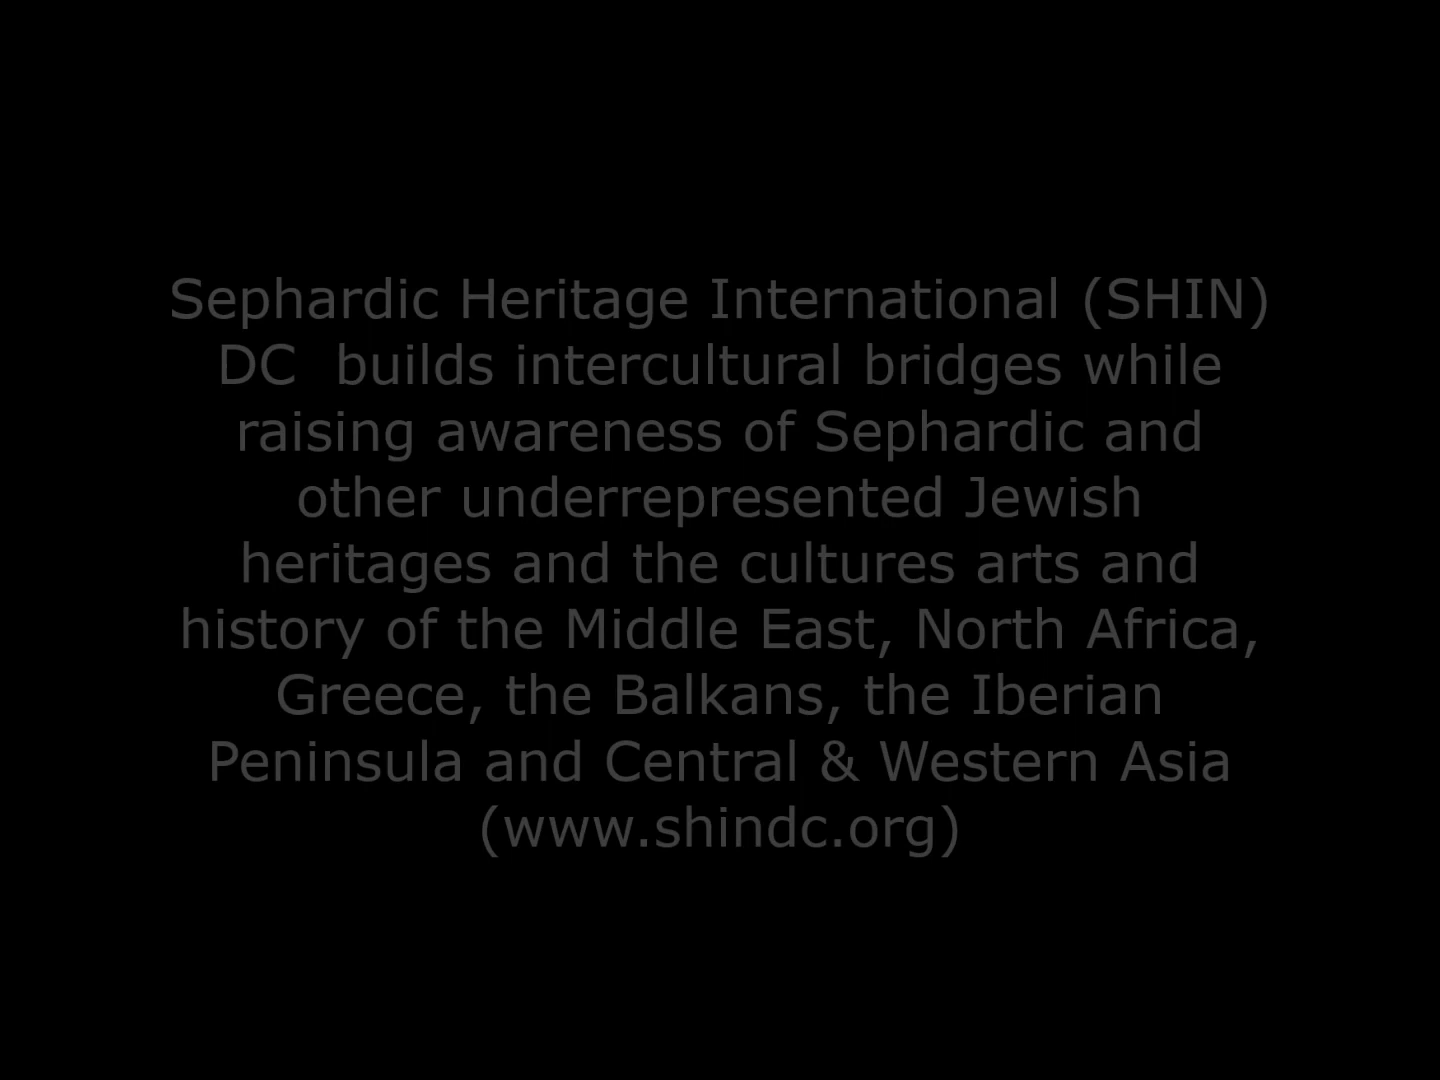 Sephardic Heritage International (SHIN)
DC  builds intercultural bridges while
raising awareness of Sephardic and
other underrepresented Jewish
heritages and the cultures arts and
history of the Middle East, North Africa,
Greece, the Balkans, the Iberian
Peninsula and Central & Western Asia
(www.shindc.org)